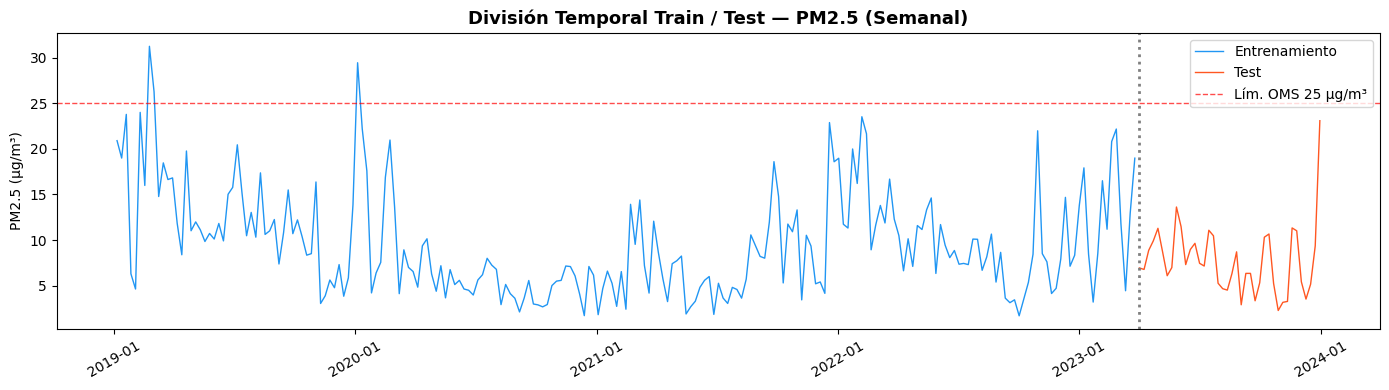 División Temporal Train / Test — PM2.5 (Semanal)
PM2.5 (µg/m³)
30
25
20
15
10
5
Entrenamiento
Test
Lím. OMS 25 µg/m³
2019-01
2020-01
2021-01
2022-01
2023-01
2024-01